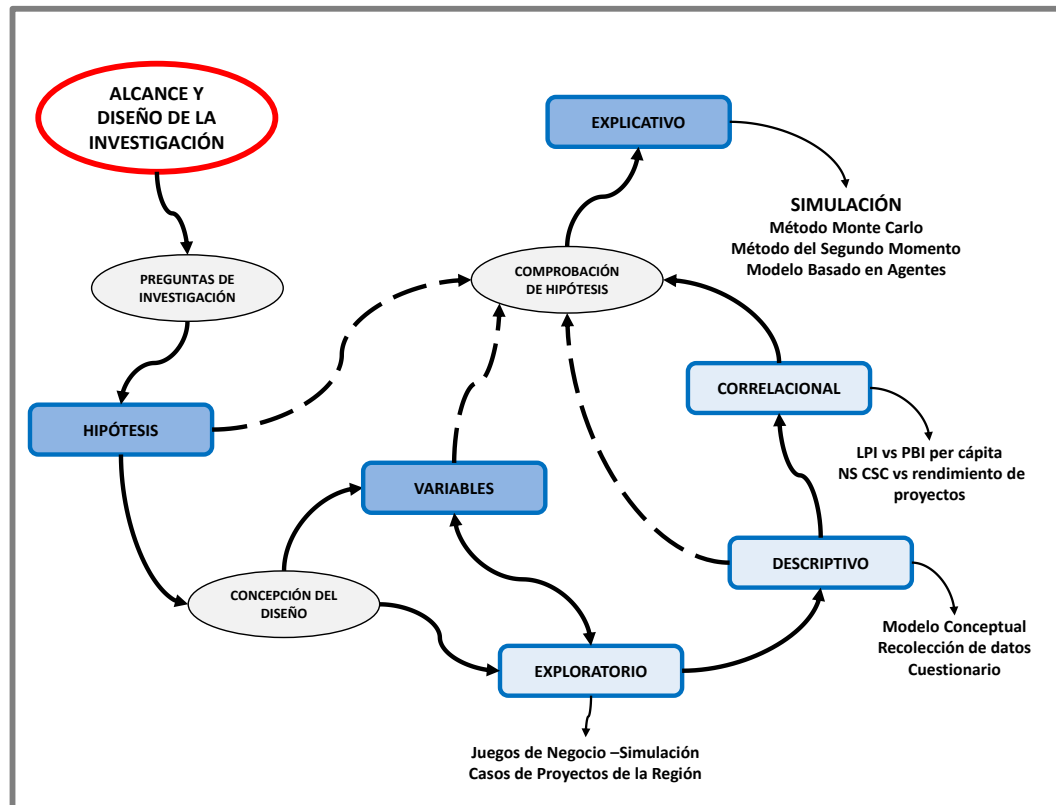 ALCANCE Y
DISEÑO DE LA
INVESTIGACIÓN
EXPLICATIVO
SIMULACIÓN
Método Monte Carlo
Método del Segundo Momento
Modelo Basado en Agentes
PREGUNTAS DE
INVESTIGACIÓN
COMPROBACIÓN
DE HIPÓTESIS
CORRELACIONAL
HIPÓTESIS
LPI vs PBI per cápita
NS CSC vs rendimiento de
proyectos
VARIABLES
DESCRIPTIVO
CONCEPCIÓN DEL
DISEÑO
Modelo Conceptual
Recolección de datos
Cuestionario
EXPLORATORIO
Juegos de Negocio –Simulación
Casos de Proyectos de la Región